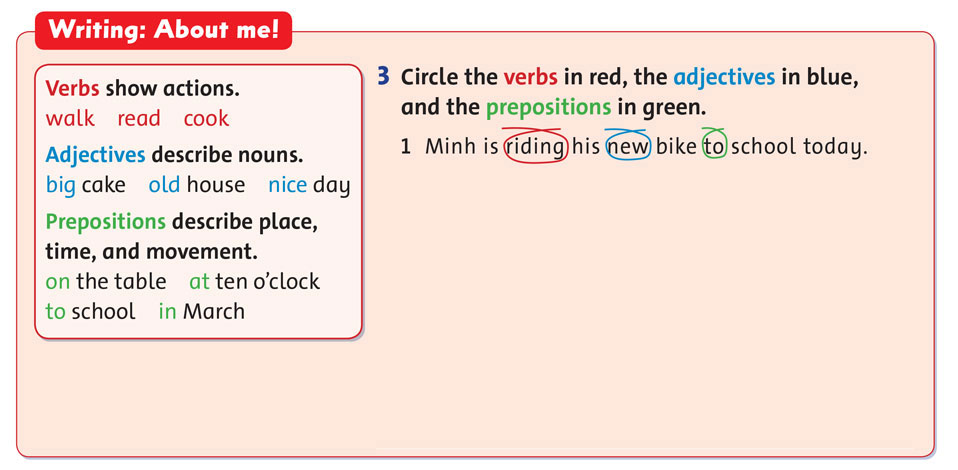 Writing: About me!
Verbs show actions.
walk read cook
Adjectives describe nouns.
big cake old house nice day
Prepositions describe place,
time, and movement.
on the table at ten o’clock
to school in March
3 Circle the verbs in red, the adjectives in blue,
and the prepositions in green.
1 Minh is riding his new bike to school today.